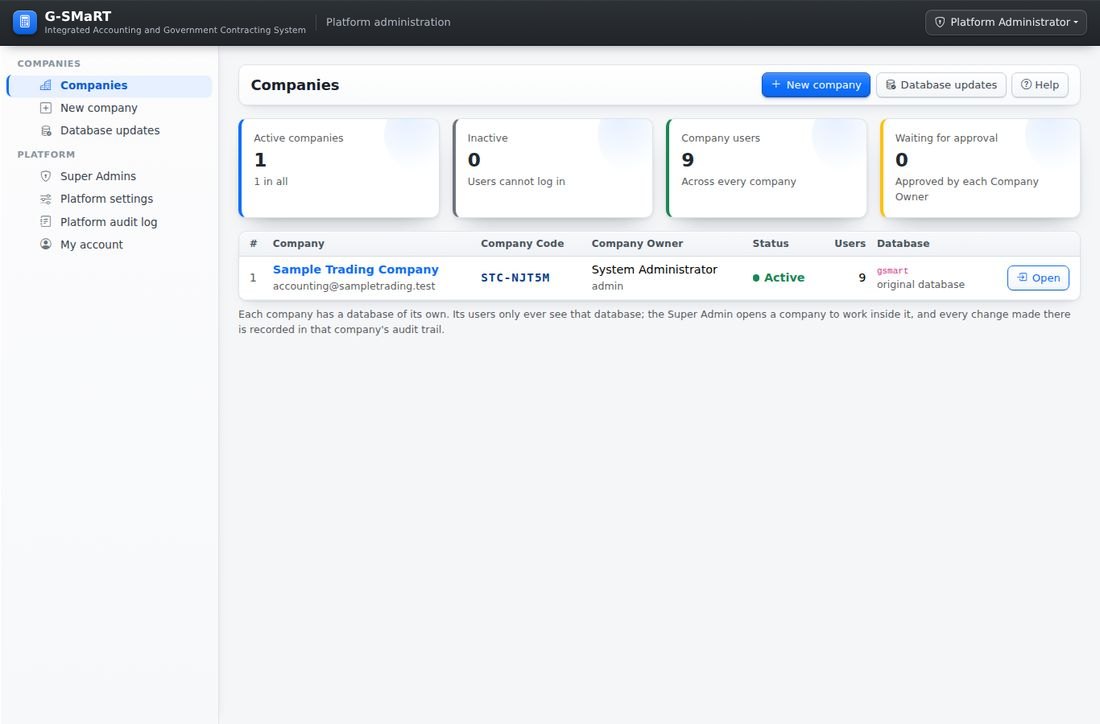 G-SMaRT
Integrated Accounting and Government Contracting System
Platform administration
Platform Administrator
COMPANIES
Companies
New company
Database updates
PLATFORM
Super Admins
Platform settings
Platform audit log
My account
Companies
New company
Database updates
Help
Active companies
1
1 in all
Inactive
0
Users cannot log in
Company users
9
Across every company
Waiting for approval
0
Approved by each Company
Owner
# Company Company Code Company Owner Status Users Database
1 Sample Trading Company STC-NJT5M System Administrator Active 9 gsmart Open
accounting@sampletrading.test admin original database
Each company has a database of its own. Its users only ever see that database; the Super Admin opens a company to work inside it, and every change made there
is recorded in that company's audit trail.